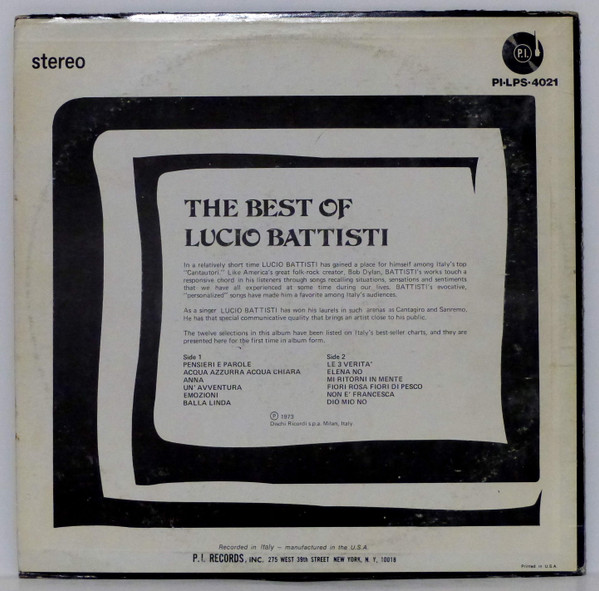 stereo
P.I.
PI-LPS-4021
THE BEST OF
LUCIO BATTISTI
In a relatively short time LUCIO BATTISTI has gained a place for himself among Italy's top
"Cantautori." Like America's great folk-rock creator, Bob Dylan, BATTISTI's works touch a
responsive chord in his listeners through songs recalling situations, sensations and sentiments
that we have all experienced at some time during our lives. BATTISTI's evocative,
"personalized" songs have made him a favorite among Italy's audiences.
As a singer LUCIO BATTISTI has won his laurels in such arenas as Cantagiro and Sanremo.
He has that special communicative quality that brings an artist close to his public.
The twelve selections in this album have been listed on Italy's best-seller charts, and they are
presented here for the first time in album form.
Side 1
PENSIERI E PAROLE
ACQUA AZZURRA ACQUA CHIARA
ANNA
UN' AVVENTURA
EMOZIONI
BALLA LINDA
Side 2
LE 3 VERITA'
ELENA NO
MI RITORNI IN MENTE
FIORI ROSA FIORI DI PESCO
NON E' FRANCESCA
DIO MIO NO
Ⓟ 1973
Dischi Ricordi s.p.a. Milan, Italy
Recorded in Italy – manufactured in the U.S.A.
P.I. RECORDS, INC. 275 WEST 39th STREET NEW YORK, N. Y. 10018
Printed in U.S.A.